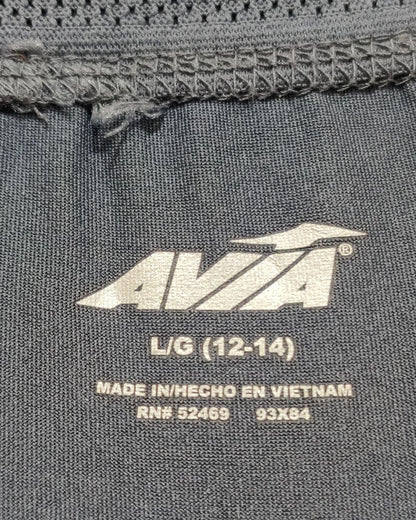 AVIA®
L/G (12-14)
MADE IN/HECHO EN VIETNAM
RN# 52469 93X84